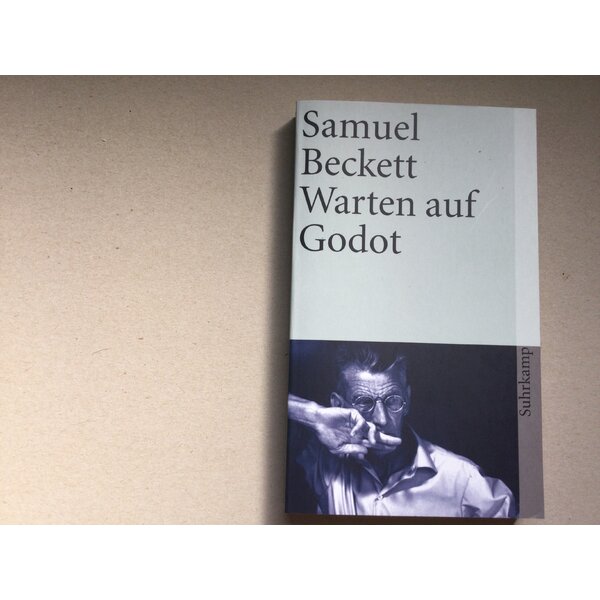 Samuel
Beckett
Warten auf
Godot
Suhrkamp